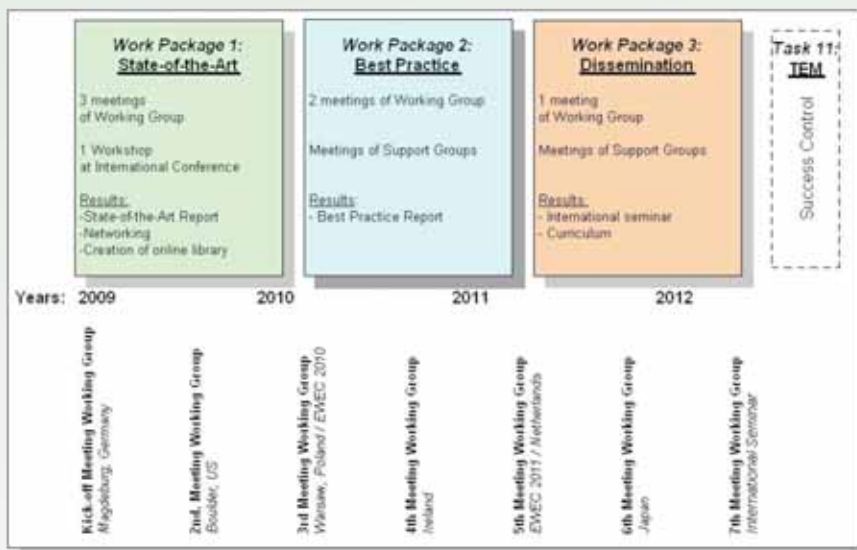 Work Package 1:
State-of-the-Art
3 meetings
of Working Group
1 Workshop
at International Conference
Results:
-State-of-the-Art Report
-Networking
-Creation of online library
Work Package 2:
Best Practice
2 meetings of Working Group
Meetings of Support Groups
Results:
- Best Practice Report
Work Package 3:
Dissemination
1 meeting
of Working Group
Meetings of Support Groups
Results:
- International seminar
- Curriculum
Task 11:
TEM
Success Control
Years: 2009 2010 2011 2012
Kick-off Meeting Working Group
Magdeburg, Germany
2nd. Meeting Working Group
Boulder, US
3rd Meeting Working Group
Warsaw, Poland / EWEC 2010
4th Meeting Working Group
Ireland
5th Meeting Working Group
EWEC 2011 / Netherlands
6th Meeting Working Group
Japan
7th Meeting Working Group
International Seminar